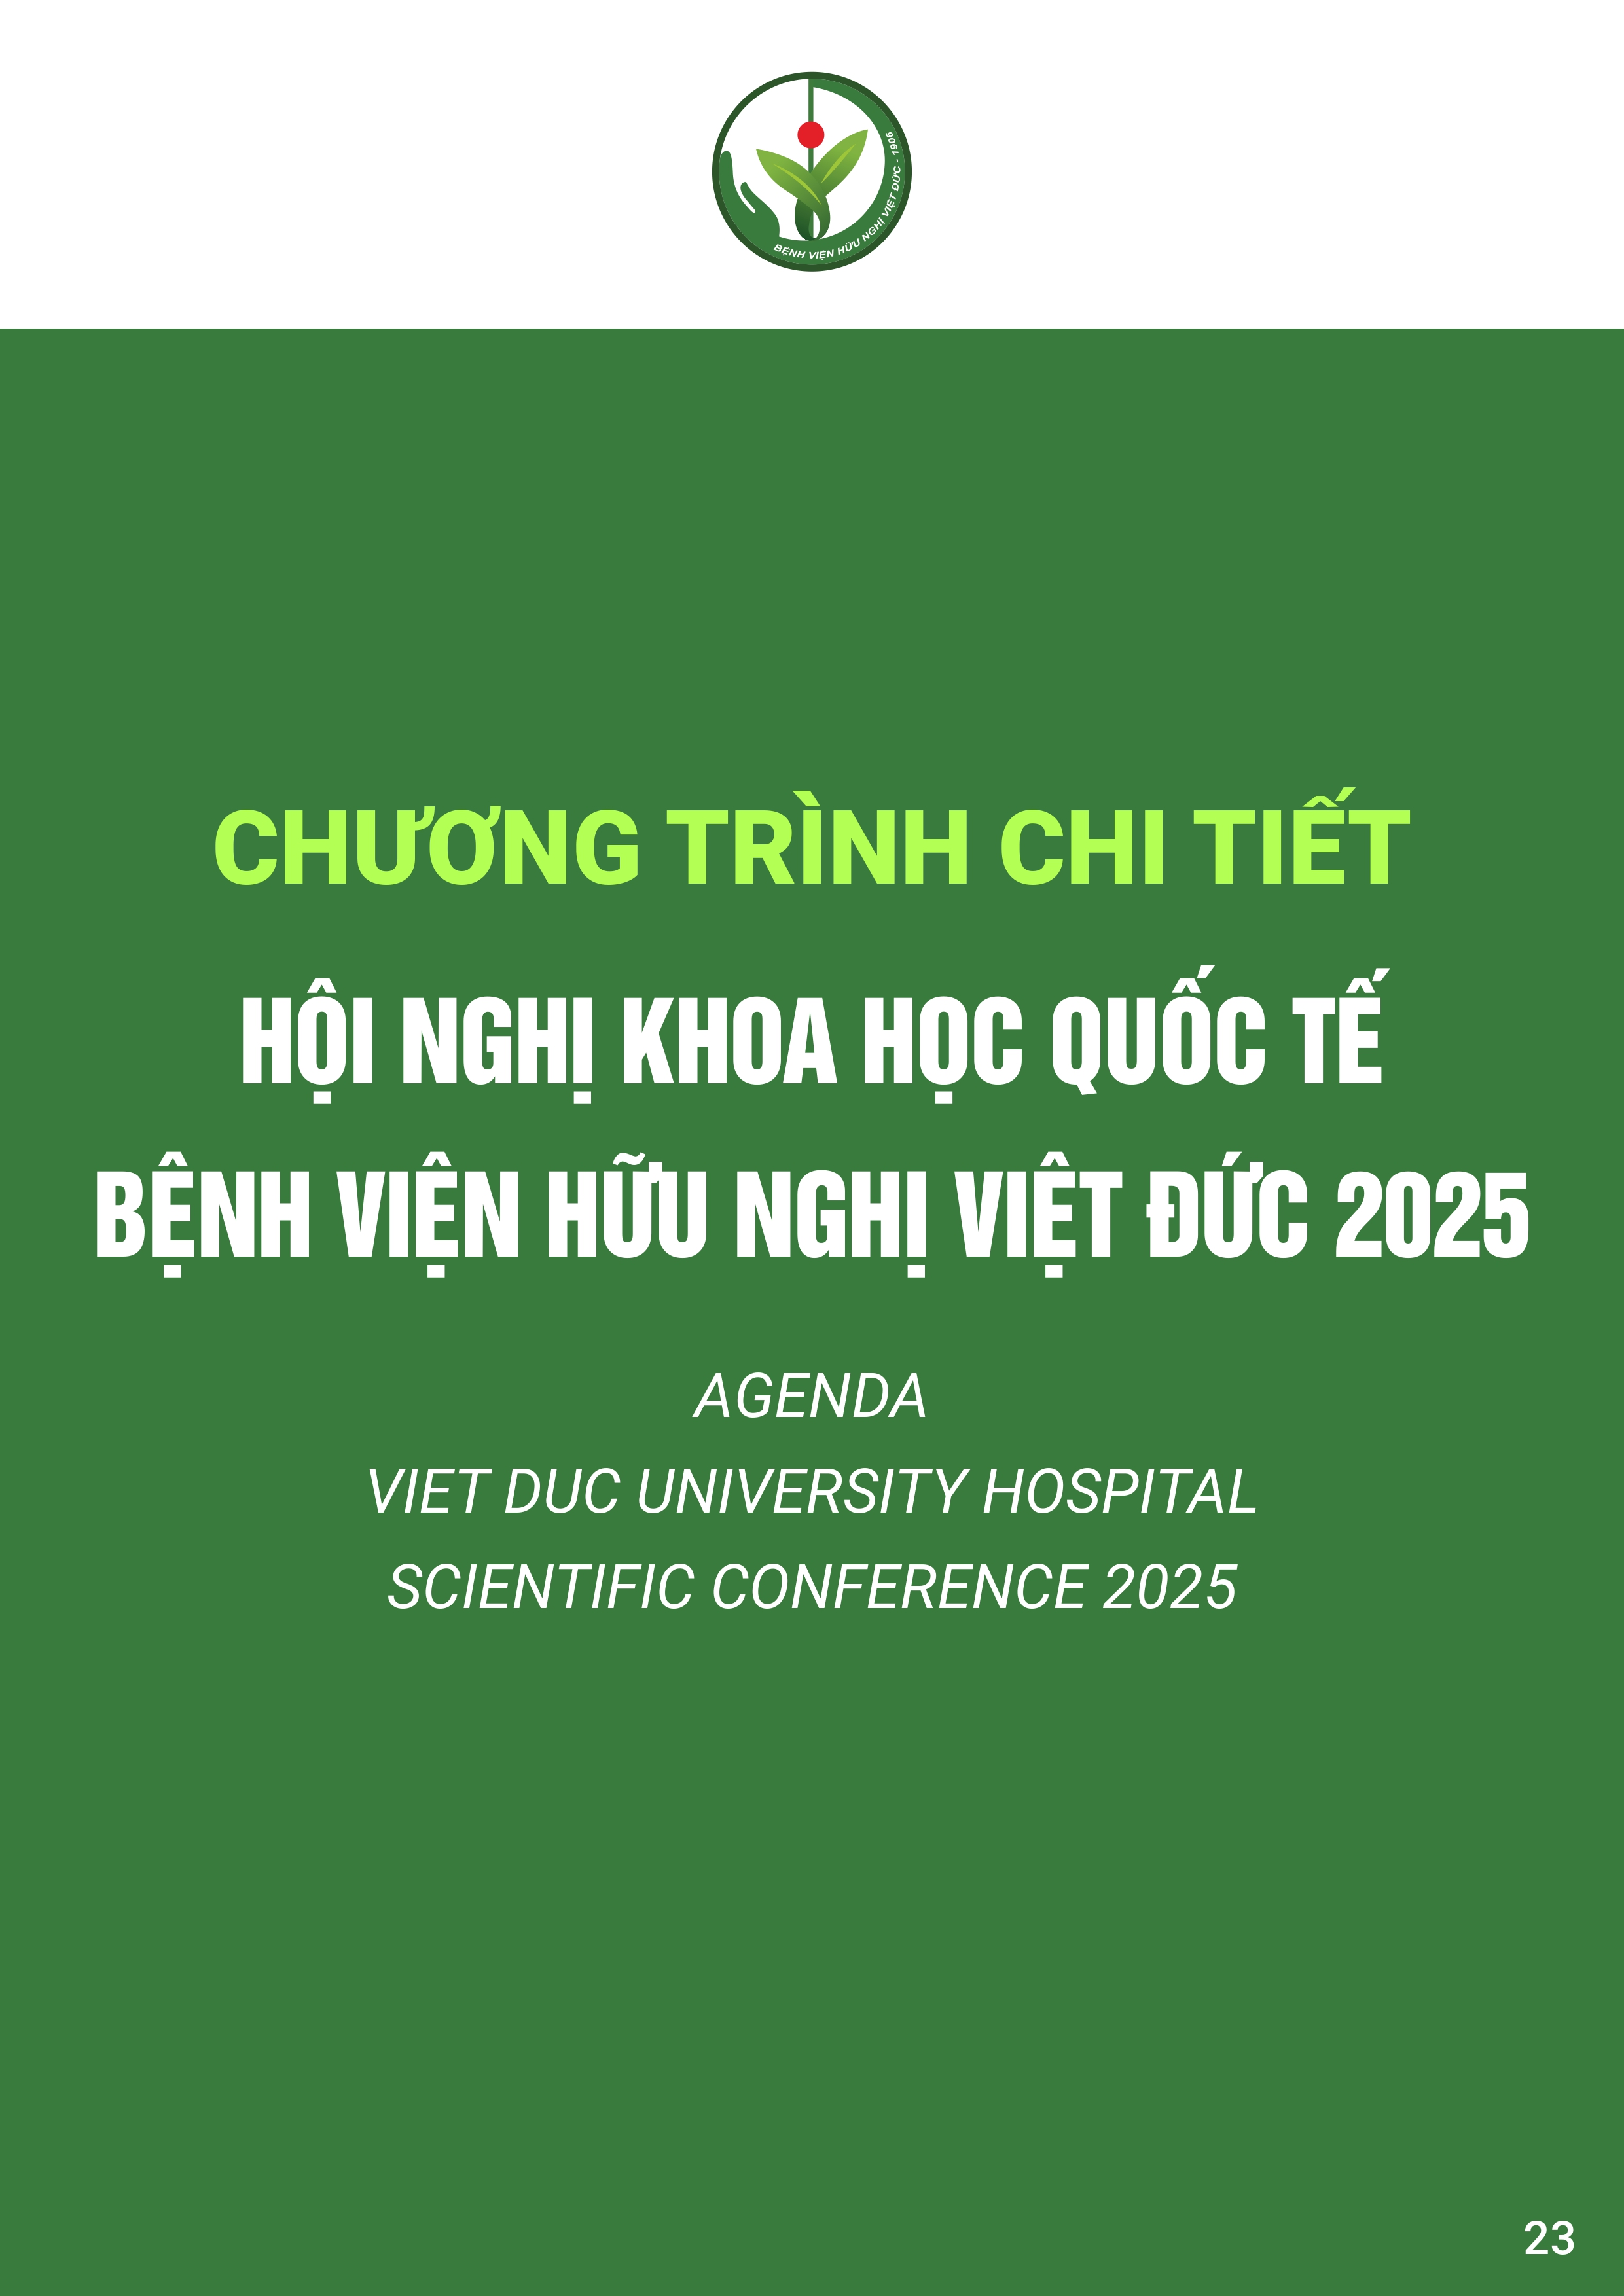 BỆNH VIỆN HỮU NGHỊ VIỆT ĐỨC - 1906
CHƯƠNG TRÌNH CHI TIẾT
HỘI NGHỊ KHOA HỌC QUỐC TẾ
BỆNH VIỆN HỮU NGHỊ VIỆT ĐỨC 2025
AGENDA
VIET DUC UNIVERSITY HOSPITAL
SCIENTIFIC CONFERENCE 2025
23